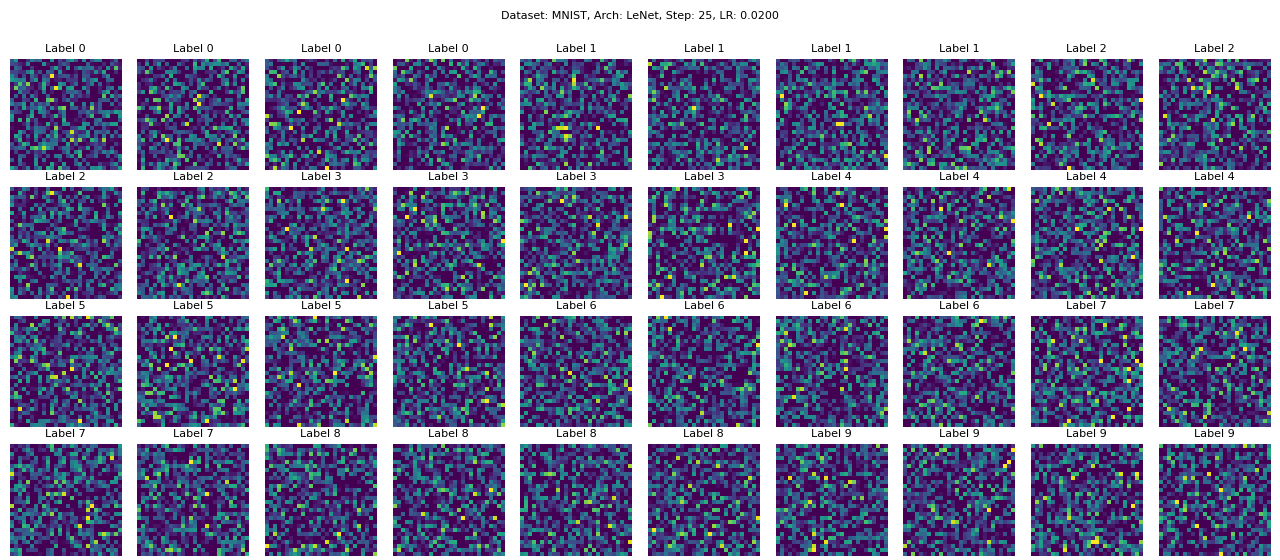 Dataset: MNIST, Arch: LeNet, Step: 25, LR: 0.0200
Label 0 Label 0 Label 0 Label 0 Label 1 Label 1 Label 1 Label 1 Label 2 Label 2
Label 2 Label 2 Label 3 Label 3 Label 3 Label 3 Label 4 Label 4 Label 4 Label 4
Label 5 Label 5 Label 5 Label 5 Label 6 Label 6 Label 6 Label 6 Label 7 Label 7
Label 7 Label 7 Label 8 Label 8 Label 8 Label 8 Label 9 Label 9 Label 9 Label 9